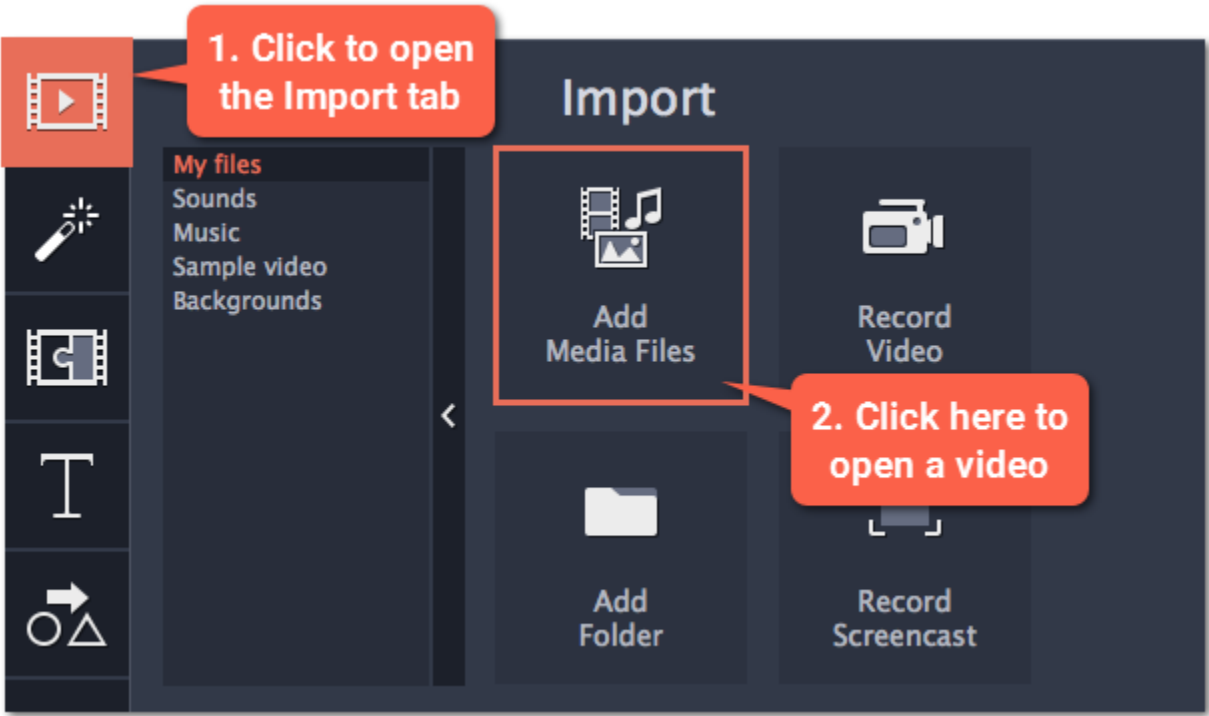 1. Click to open
the Import tab
Import
My files
Sounds
Music
Sample video
Backgrounds
Add
Media Files
Record
Video
2. Click here to
open a video
Add
Folder
Record
Screencast